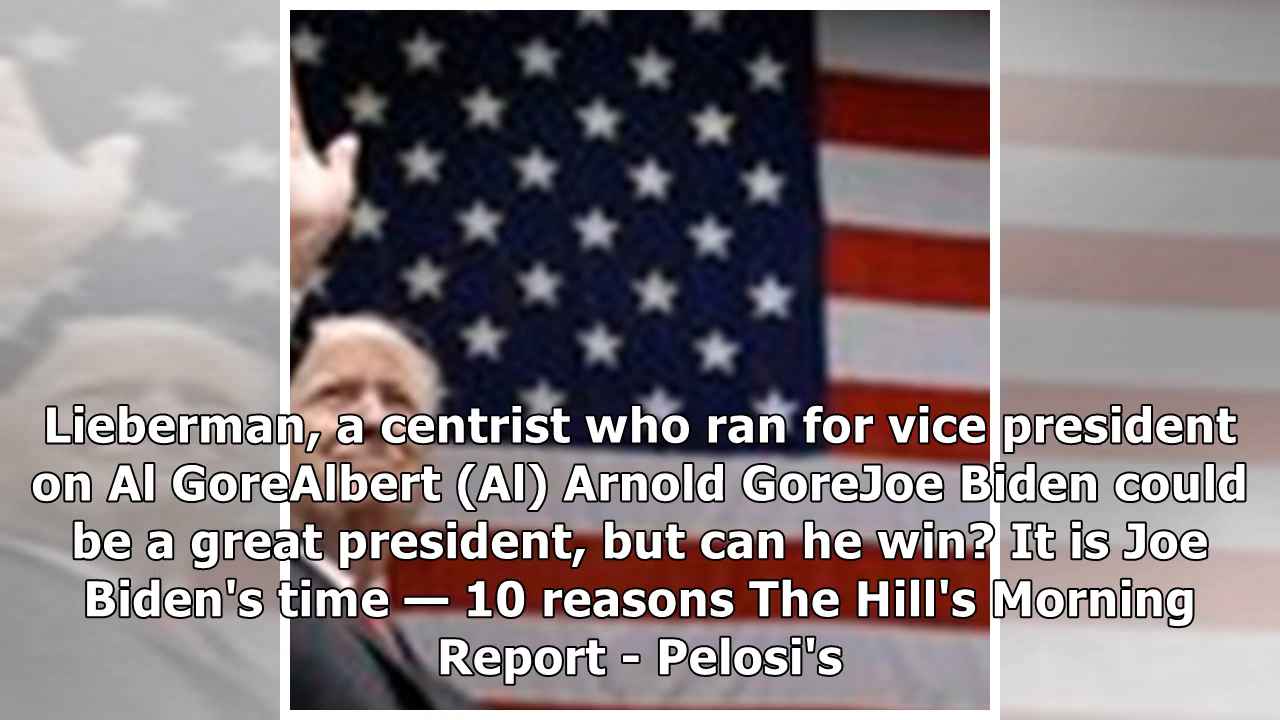 Lieberman, a centrist who ran for vice president
on Al GoreAlbert (Al) Arnold GoreJoe Biden could
be a great president, but can he win? It is Joe
Biden's time — 10 reasons The Hill's Morning
Report - Pelosi's